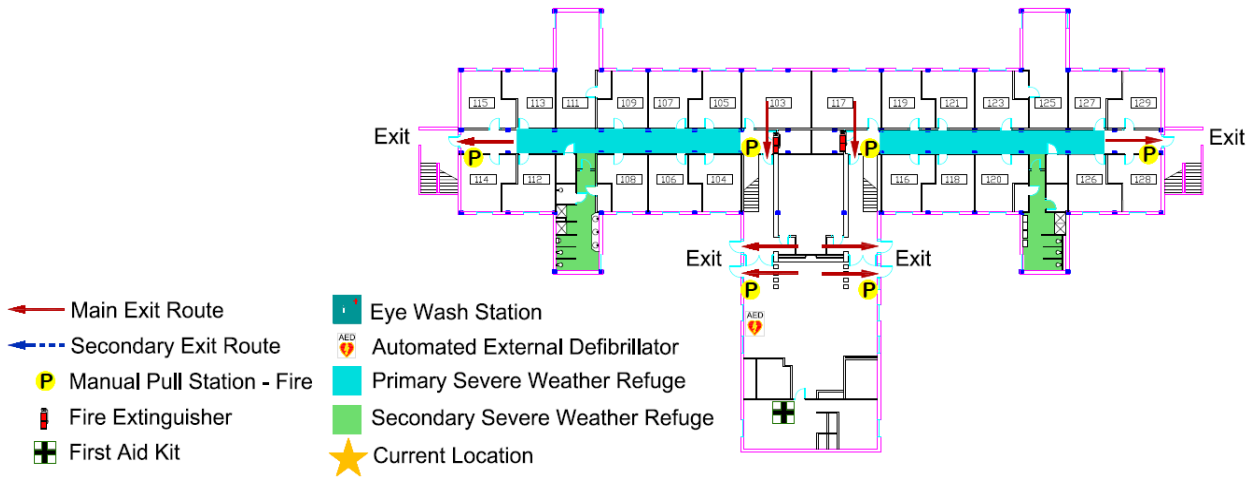 115 113 111 109 107 105 103 117 119 121 123 125 127 129
Exit Exit
P P P P
114 112 108 106 104 116 118 120 126 128
Exit Exit
P P
Main Exit Route
Secondary Exit Route
P Manual Pull Station - Fire
Fire Extinguisher
First Aid Kit
AED
Eye Wash Station
AED
Automated External Defibrillator
Primary Severe Weather Refuge
Secondary Severe Weather Refuge
Current Location